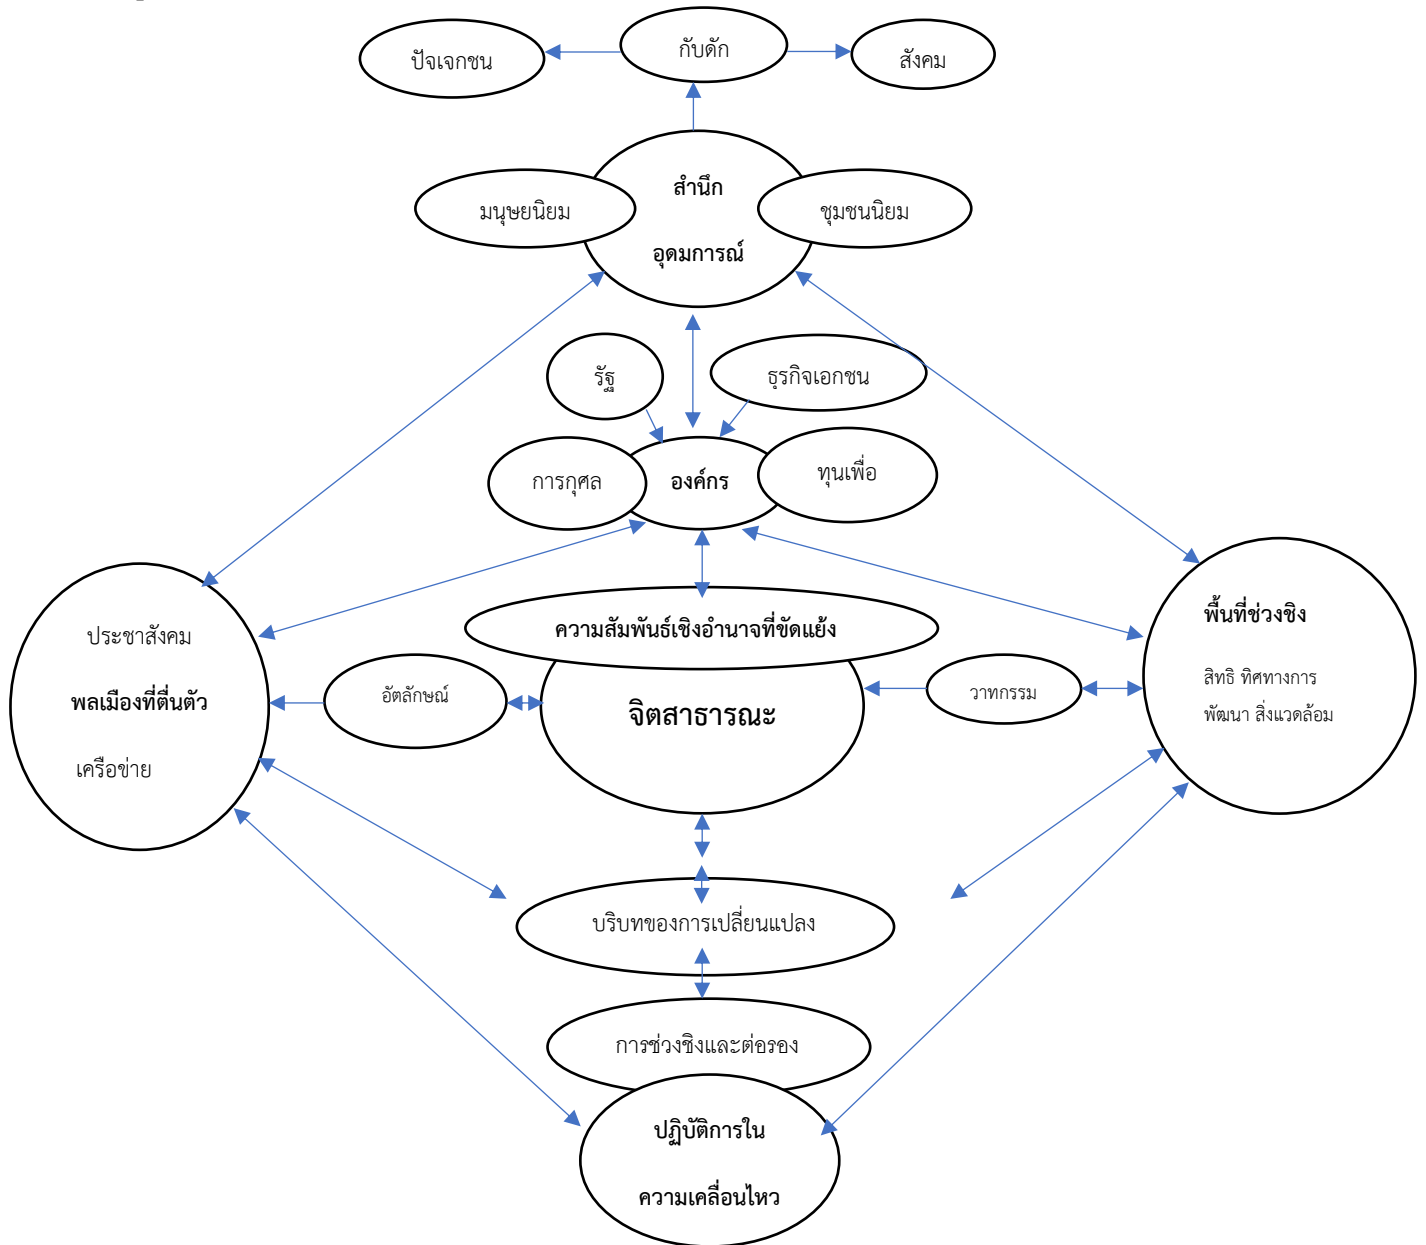 ปัจเจกชน
กับดัก
สังคม
สำนึก
มนุษยนิยม
ชุมชนนิยม
อุดมการณ์
รัฐ
ธุรกิจเอกชน
การกุศล
องค์กร
ทุนเพื่อ
ความสัมพันธ์เชิงอำนาจที่ขัดแย้ง
ประชาสังคม
พลเมืองที่ตื่นตัว
เครือข่าย
อัตลักษณ์
จิตสาธารณะ
วาทกรรม
พื้นที่ช่วงชิง
สิทธิ ทิศทางการ
พัฒนา สิ่งแวดล้อม
บริบทของการเปลี่ยนแปลง
การช่วงชิงและต่อรอง
ปฏิบัติการใน
ความเคลื่อนไหว